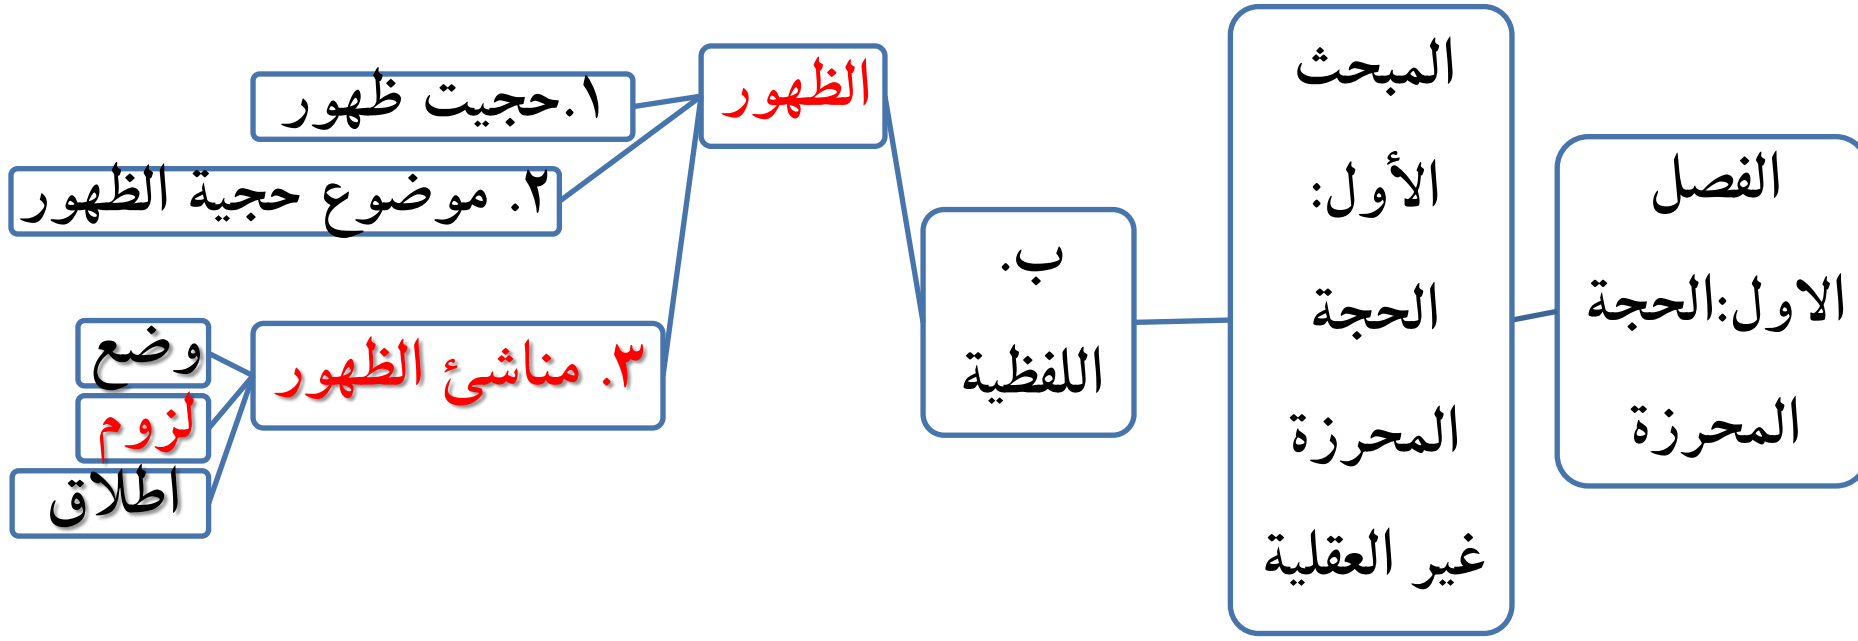 الفصل
الاول:الحجة
المحرزة
المبحث
الأول:
الحجة
المحرزة
غير العقلية
ب.
اللفظية
الظهور
١.حجيت ظهور
٢. موضوع حجية الظهور
٣. مناشئ الظهور
وضع
لزوم
اطلاق